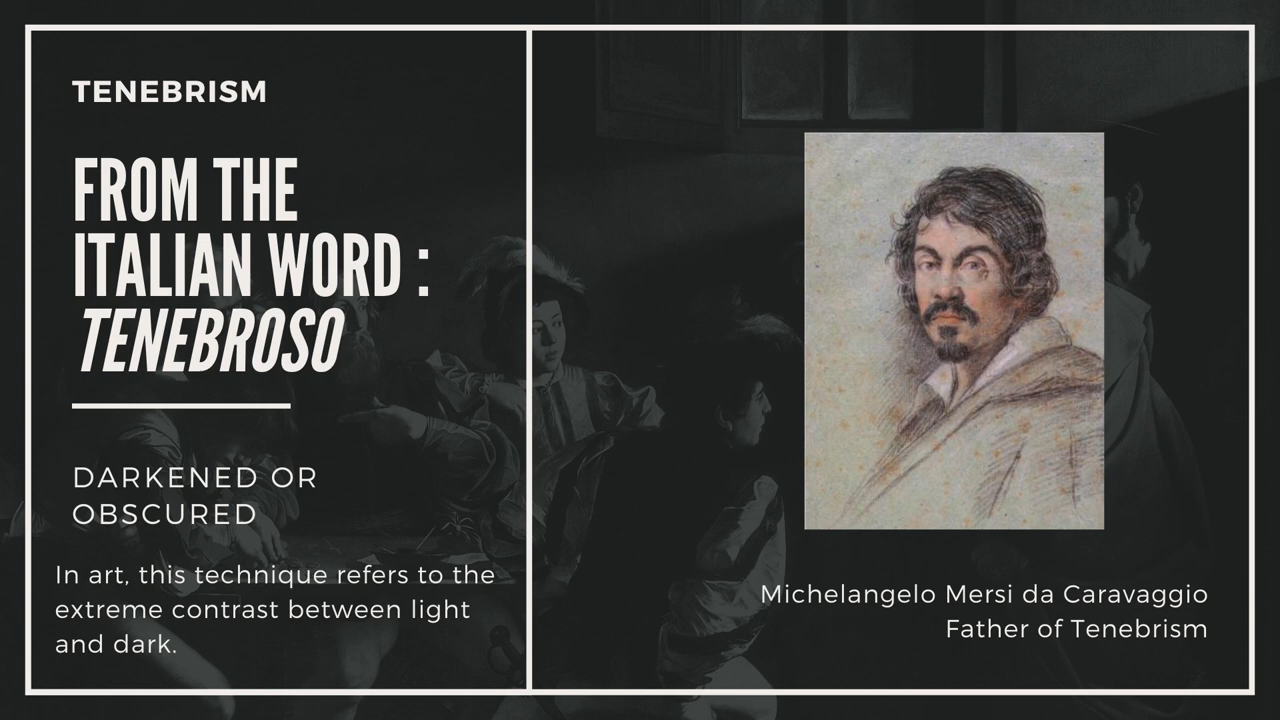 TENEBRISM
FROM THE
ITALIAN WORD :
TENEBROSO
DARKENED OR
OBSCURED
In art, this technique refers to the
extreme contrast between light
and dark.
Michelangelo Mersi da Caravaggio
Father of Tenebrism